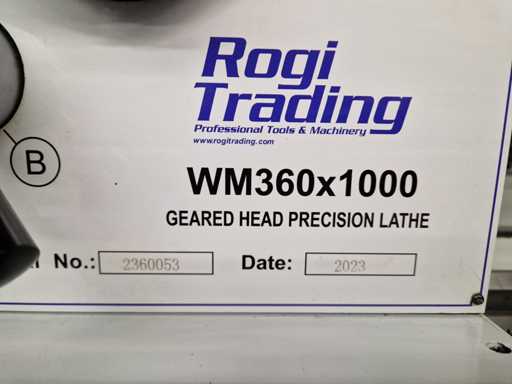 Rogi
Trading
Professional Tools & Machinery
www.rogitrading.com
B
WM360x1000
GEARED HEAD PRECISION LATHE
No.: 2360053 Date: 2023